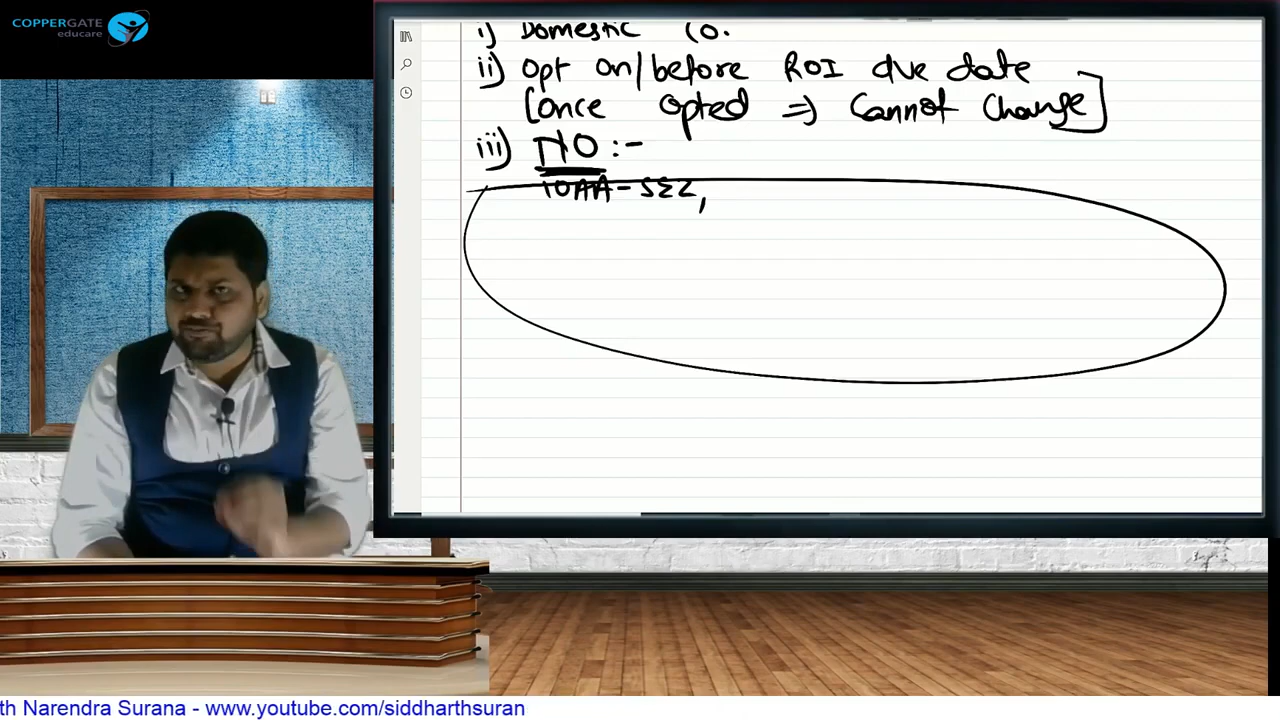 COPPERGATE
educare
i) Domestic Co.
ii) Opt on/before ROI due date
[Once Opted => Cannot Change]
iii) NO :-
10AA - SEZ,
th Narendra Surana - www.youtube.com/siddharthsuran